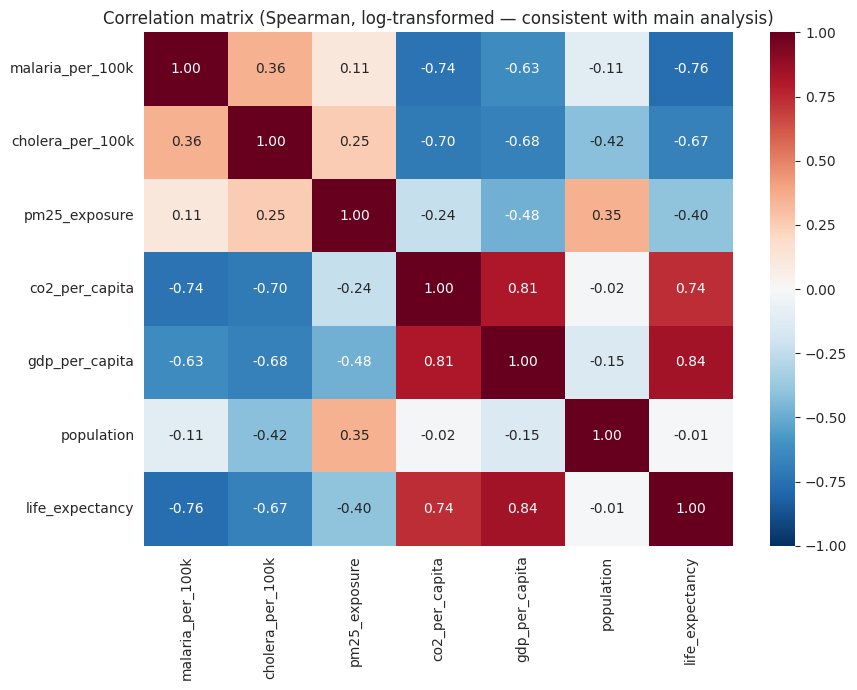 Correlation matrix (Spearman, log-transformed — consistent with main analysis)
malaria_per_100k 1.00 0.36 0.11 -0.74 -0.63 -0.11 -0.76
cholera_per_100k 0.36 1.00 0.25 -0.70 -0.68 -0.42 -0.67
pm25_exposure 0.11 0.25 1.00 -0.24 -0.48 0.35 -0.40
co2_per_capita -0.74 -0.70 -0.24 1.00 0.81 -0.02 0.74
gdp_per_capita -0.63 -0.68 -0.48 0.81 1.00 -0.15 0.84
population -0.11 -0.42 0.35 -0.02 -0.15 1.00 -0.01
life_expectancy -0.76 -0.67 -0.40 0.74 0.84 -0.01 1.00
malaria_per_100k
cholera_per_100k
pm25_exposure
co2_per_capita
gdp_per_capita
population
life_expectancy
1.00
0.75
0.50
0.25
0.00
−0.25
−0.50
−0.75
−1.00